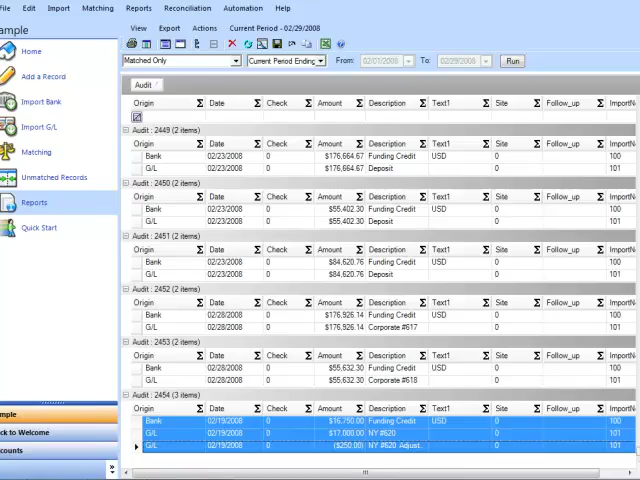 File Edit Import Matching Reports Reconciliation Automation Help
ample
View Export Actions Current Period - 02/29/2008
Home
Add a Record
Import Bank
Import G/L
Matching
Unmatched Records
Reports
Quick Start
Matched Only Current Period Ending From: 02/01/2008 To: 02/29/2008 Run
Audit
Origin Σ Date Σ Check Σ Amount Σ Description Σ Text1 Σ Site Σ Follow_up Σ ImportN
Audit : 2449 (2 items)
Origin Σ Date Σ Check Σ Amount Σ Description Σ Text1 Σ Site Σ Follow_up Σ ImportN
Bank 02/23/2008 0 $176,664.67 Funding Credit USD 0 100
G/L 02/23/2008 0 $176,664.67 Deposit 0 101
Audit : 2450 (2 items)
Origin Σ Date Σ Check Σ Amount Σ Description Σ Text1 Σ Site Σ Follow_up Σ ImportN
Bank 02/23/2008 0 $55,402.30 Funding Credit USD 0 100
G/L 02/23/2008 0 $55,402.30 Deposit 0 101
Audit : 2451 (2 items)
Origin Σ Date Σ Check Σ Amount Σ Description Σ Text1 Σ Site Σ Follow_up Σ ImportN
Bank 02/23/2008 0 $84,620.76 Funding Credit USD 0 100
G/L 02/23/2008 0 $84,620.76 Deposit 0 101
Audit : 2452 (2 items)
Origin Σ Date Σ Check Σ Amount Σ Description Σ Text1 Σ Site Σ Follow_up Σ ImportN
Bank 02/28/2008 0 $176,926.14 Funding Credit USD 0 100
G/L 02/28/2008 0 $176,926.14 Corporate #617 0 101
Audit : 2453 (2 items)
Origin Σ Date Σ Check Σ Amount Σ Description Σ Text1 Σ Site Σ Follow_up Σ ImportN
Bank 02/28/2008 0 $55,632.30 Funding Credit USD 0 100
G/L 02/28/2008 0 $55,632.30 Corporate #618 0 101
Audit : 2454 (3 items)
Origin Σ Date Σ Check Σ Amount Σ Description Σ Text1 Σ Site Σ Follow_up Σ ImportN
Bank 02/19/2008 0 $16,750.00 Funding Credit USD 0 100
G/L 02/19/2008 0 $17,000.00 NY #620 0 101
G/L 02/19/2008 0 ($250.00) NY #620 Adjust. 0 101
mple
ck to Welcome
counts